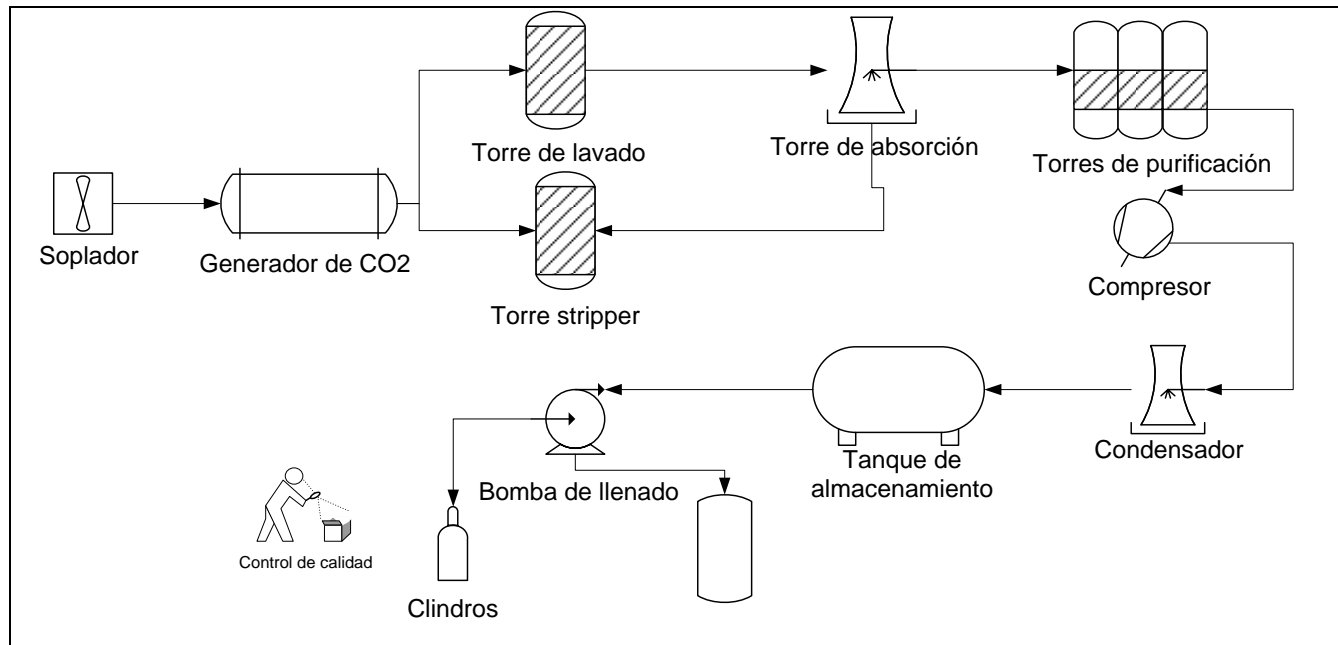 Torre de lavado
Torre de absorción
Torres de purificación
Soplador
Generador de CO2
Torre stripper
Compresor
Condensador
Tanque de
almacenamiento
Bomba de llenado
Control de calidad
Clindros